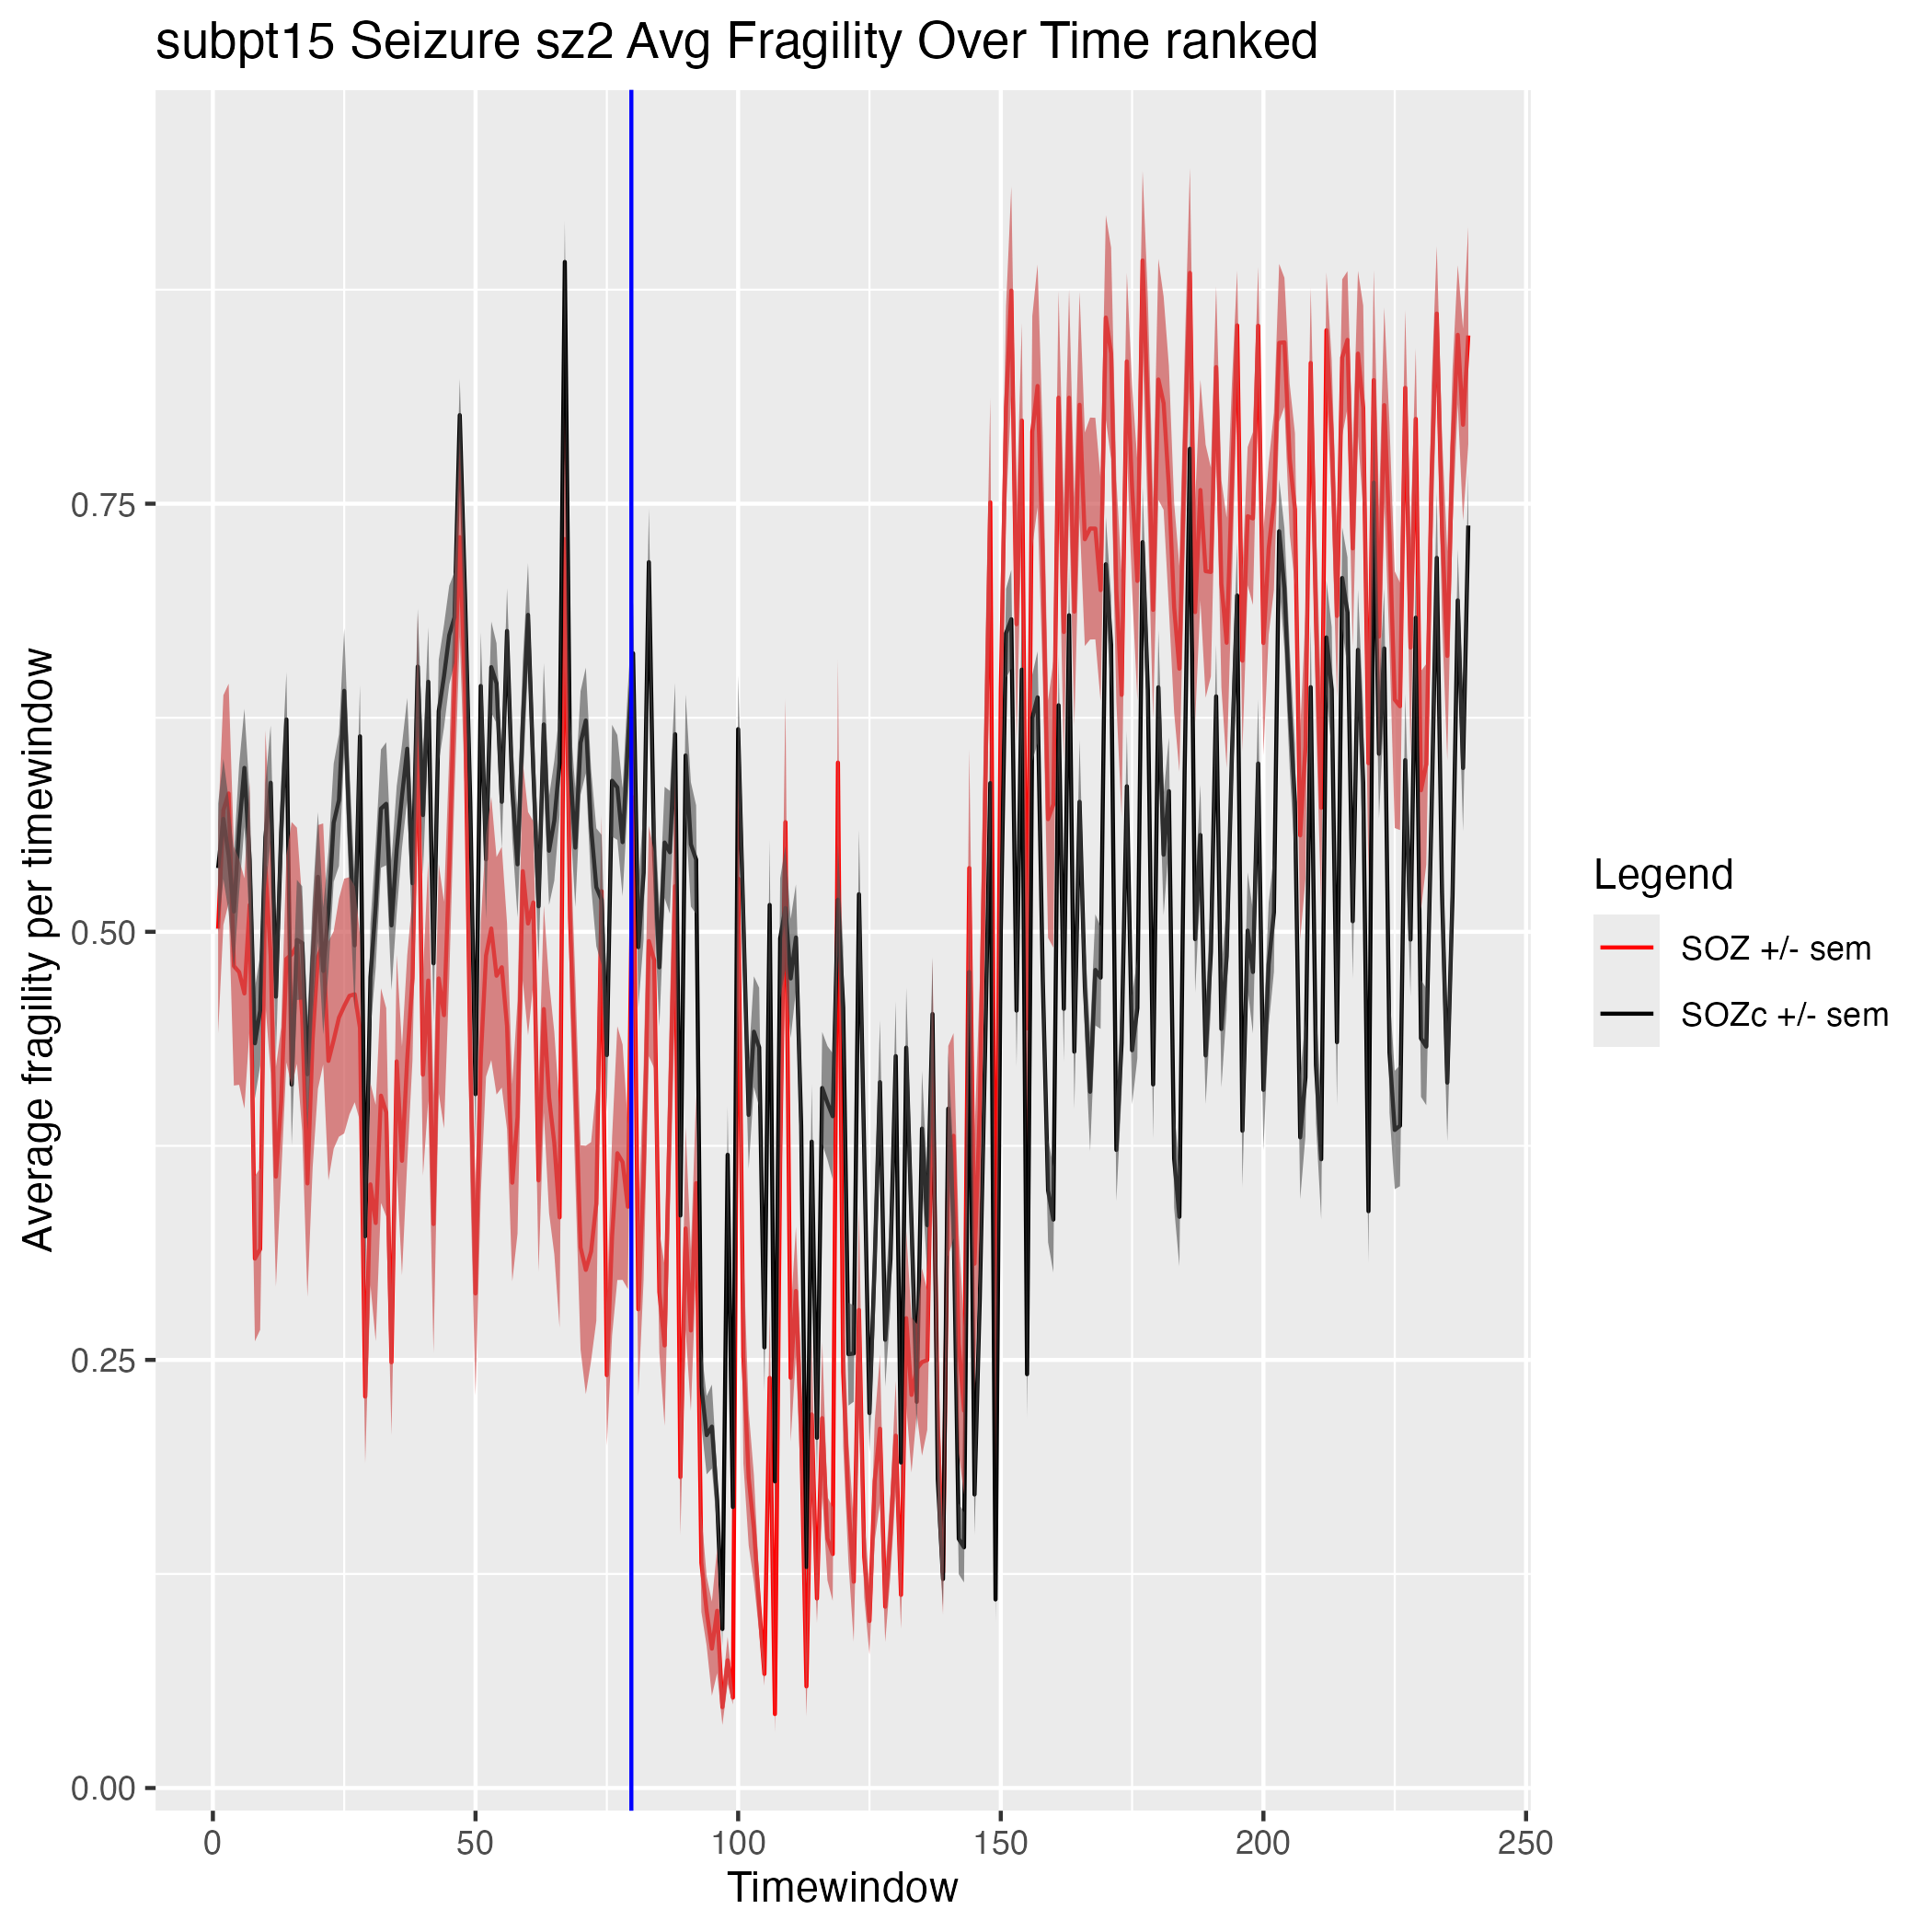 subpt15 Seizure sz2 Avg Fragility Over Time ranked
Average fragility per timewindow
0.75
0.50
0.25
0.00
0 50 100 150 200 250
Timewindow
Legend
SOZ +/- sem
SOZc +/- sem